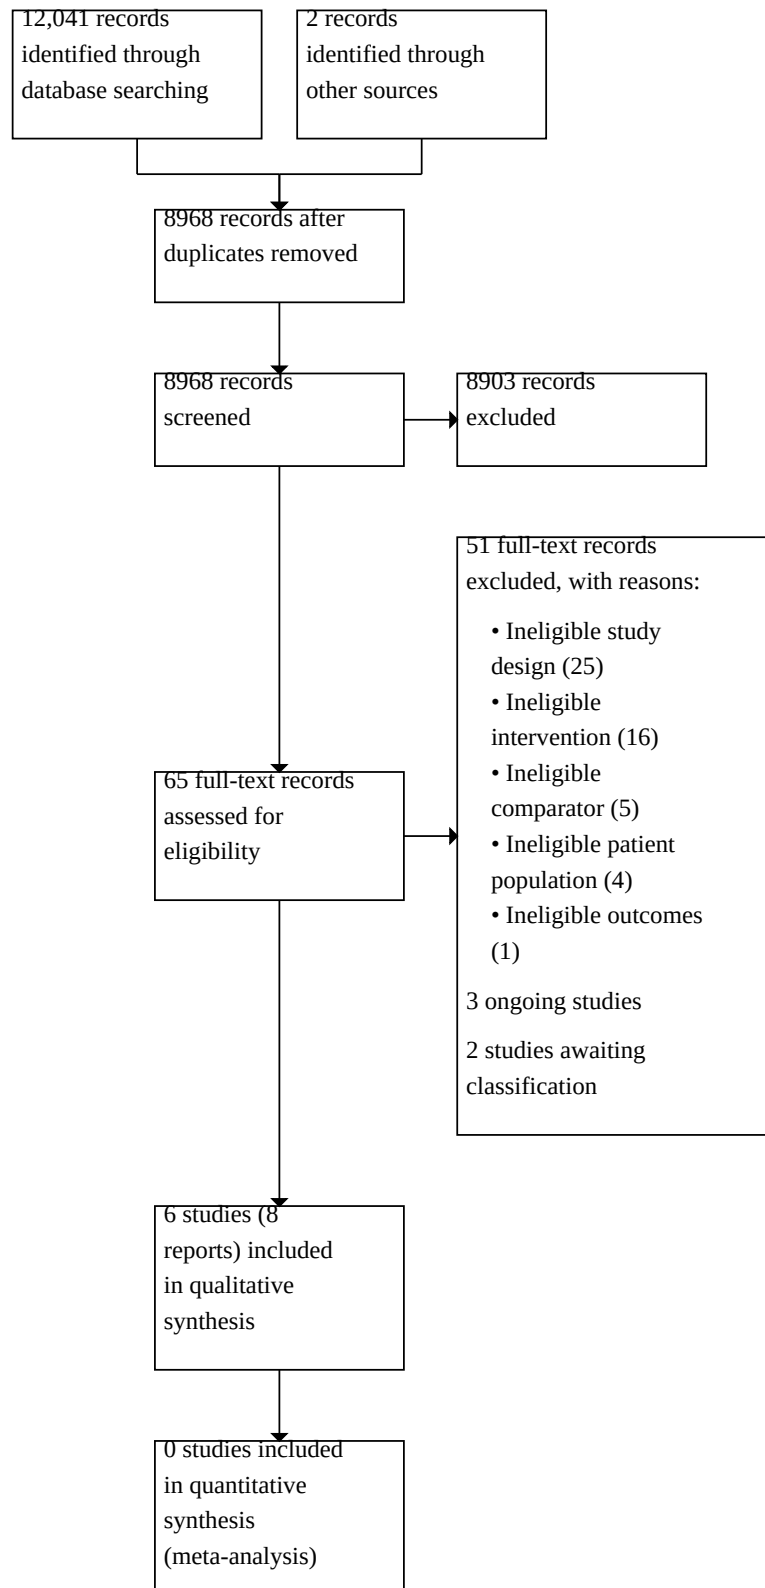 12,041 records
identified through
database searching
2 records
identified through
other sources
8968 records after
duplicates removed
8968 records
screened
8903 records
excluded
51 full-text records
excluded, with reasons:
• Ineligible study
design (25)
• Ineligible
intervention (16)
• Ineligible
comparator (5)
• Ineligible patient
population (4)
• Ineligible outcomes
(1)
3 ongoing studies
2 studies awaiting
classification
65 full-text records
assessed for
eligibility
6 studies (8
reports) included
in qualitative
synthesis
0 studies included
in quantitative
synthesis
(meta-analysis)